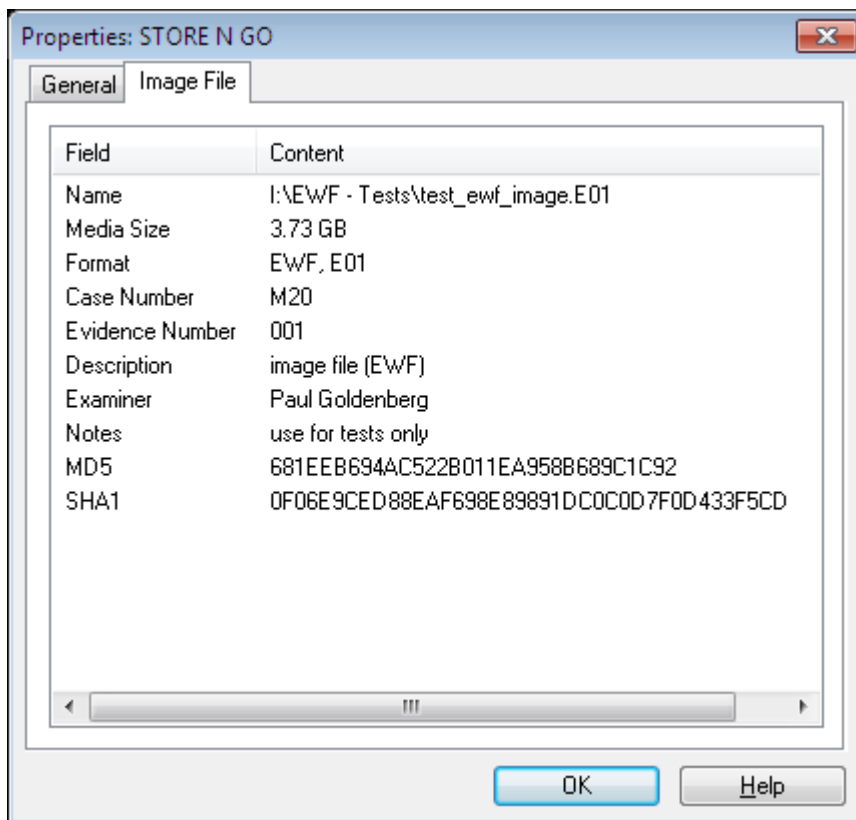 Properties: STORE N GO
General Image File
Field Content
Name I:\EWF - Tests\test_ewf_image.E01
Media Size 3.73 GB
Format EWF, E01
Case Number M20
Evidence Number 001
Description image file (EWF)
Examiner Paul Goldenberg
Notes use for tests only
MD5 681EEB694AC522B011EA958B689C1C92
SHA1 0F06E9CED88EAF698E89891DC0C0D7F0D433F5CD
OK Help